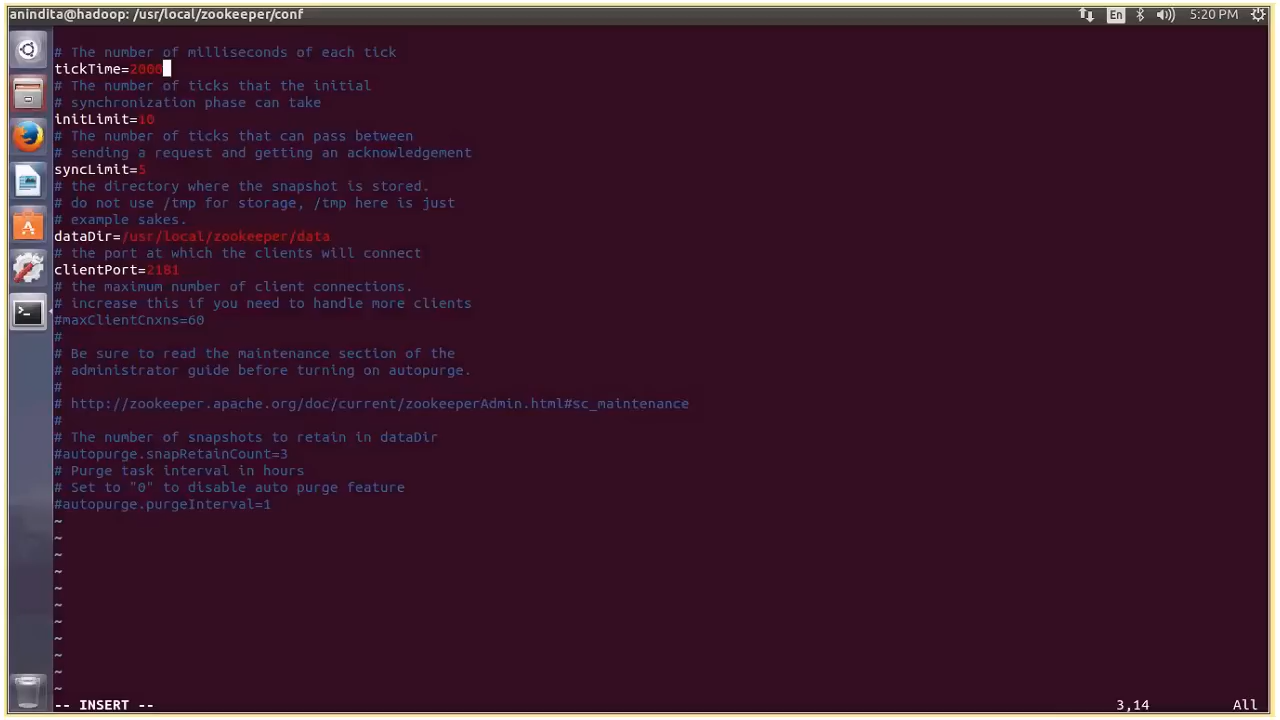 anindita@hadoop: /usr/local/zookeeper/conf
En
5:20 PM
# The number of milliseconds of each tick
tickTime=2000
# The number of ticks that the initial
# synchronization phase can take
initLimit=10
# The number of ticks that can pass between
# sending a request and getting an acknowledgement
syncLimit=5
# the directory where the snapshot is stored.
# do not use /tmp for storage, /tmp here is just
# example sakes.
dataDir=/usr/local/zookeeper/data
# the port at which the clients will connect
clientPort=2181
# the maximum number of client connections.
# increase this if you need to handle more clients
#maxClientCnxns=60
#
# Be sure to read the maintenance section of the
# administrator guide before turning on autopurge.
#
# http://zookeeper.apache.org/doc/current/zookeeperAdmin.html#sc_maintenance
#
# The number of snapshots to retain in dataDir
#autopurge.snapRetainCount=3
# Purge task interval in hours
# Set to "0" to disable auto purge feature
#autopurge.purgeInterval=1
~
~
~
~
~
~
~
~
~
~
~
-- INSERT --
3,14
All